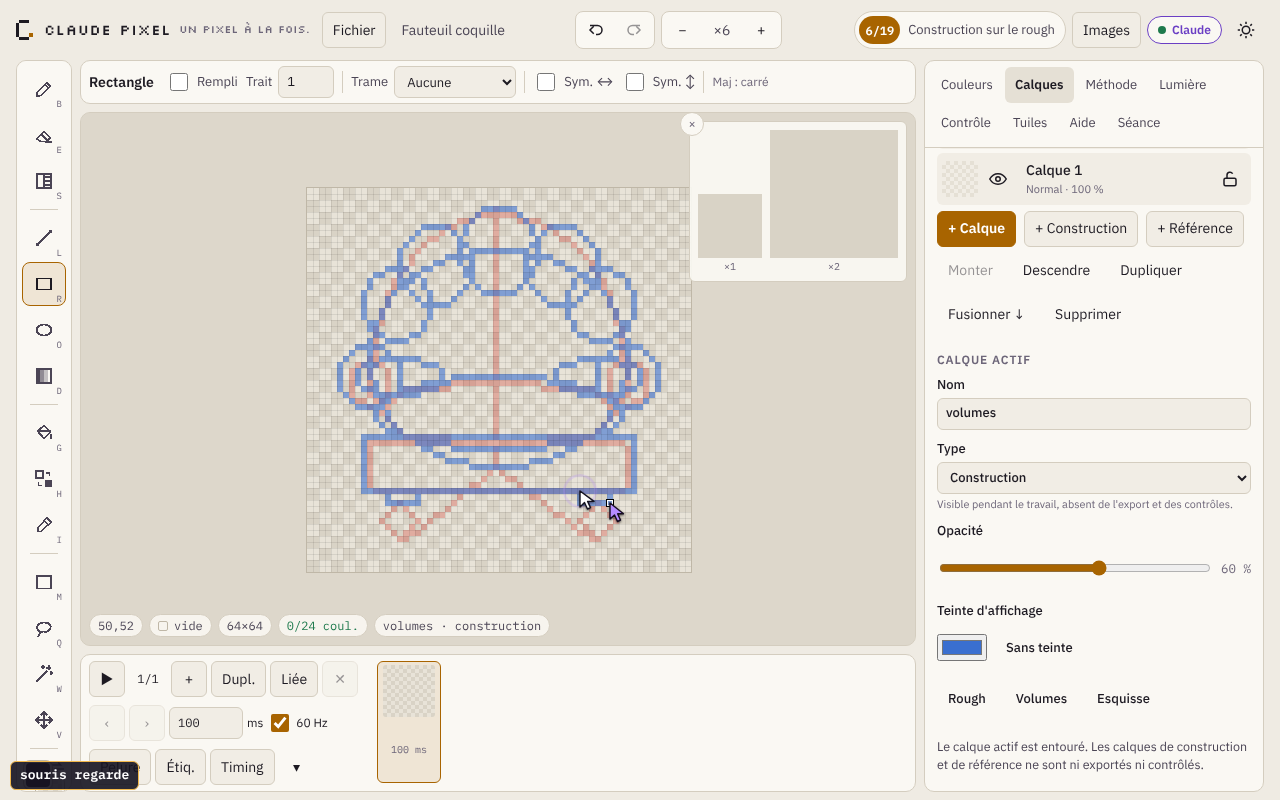 CLAUDE PIXEL UN PIXEL À LA FOIS. Fichier Fauteuil coquille − ×6 + 6/19 Construction sur le rough Images Claude
Rectangle Rempli Trait 1 Trame Aucune Sym. ↔ Sym. ↕ Maj : carré
B
E
S
L
R
O
D
G
H
I
M
Q
W
V
×
×1 ×2
50,52 vide 64×64 0/24 coul. volumes · construction
▶ 1/1 + Dupl. Liée ✕
‹ › 100 ms 60 Hz
Étiq. Timing ▼
100 ms
souris regarde
Couleurs Calques Méthode Lumière
Contrôle Tuiles Aide Séance
Calque 1
Normal · 100 %
+ Calque + Construction + Référence
Monter Descendre Dupliquer
Fusionner ↓ Supprimer
CALQUE ACTIF
Nom
volumes
Type
Construction
Visible pendant le travail, absent de l'export et des contrôles.
Opacité
60 %
Teinte d'affichage
Sans teinte
Rough Volumes Esquisse
Le calque actif est entouré. Les calques de construction
et de référence ne sont ni exportés ni contrôlés.